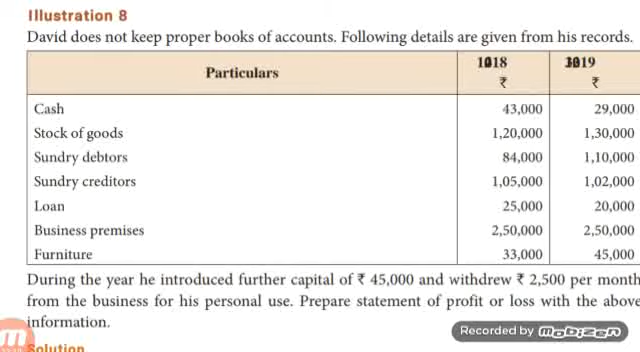 Illustration 8
David does not keep proper books of accounts. Following details are given from his records.
Particulars ₹ ₹
Cash 43,000 29,000
Stock of goods 1,20,000 1,30,000
Sundry debtors 84,000 1,10,000
Sundry creditors 1,05,000 1,02,000
Loan 25,000 20,000
Business premises 2,50,000 2,50,000
Furniture 33,000 45,000
During the year he introduced further capital of ₹ 45,000 and withdrew ₹ 2,500 per month
from the business for his personal use. Prepare statement of profit or loss with the above
information.
Recorded by mobizen
Solution